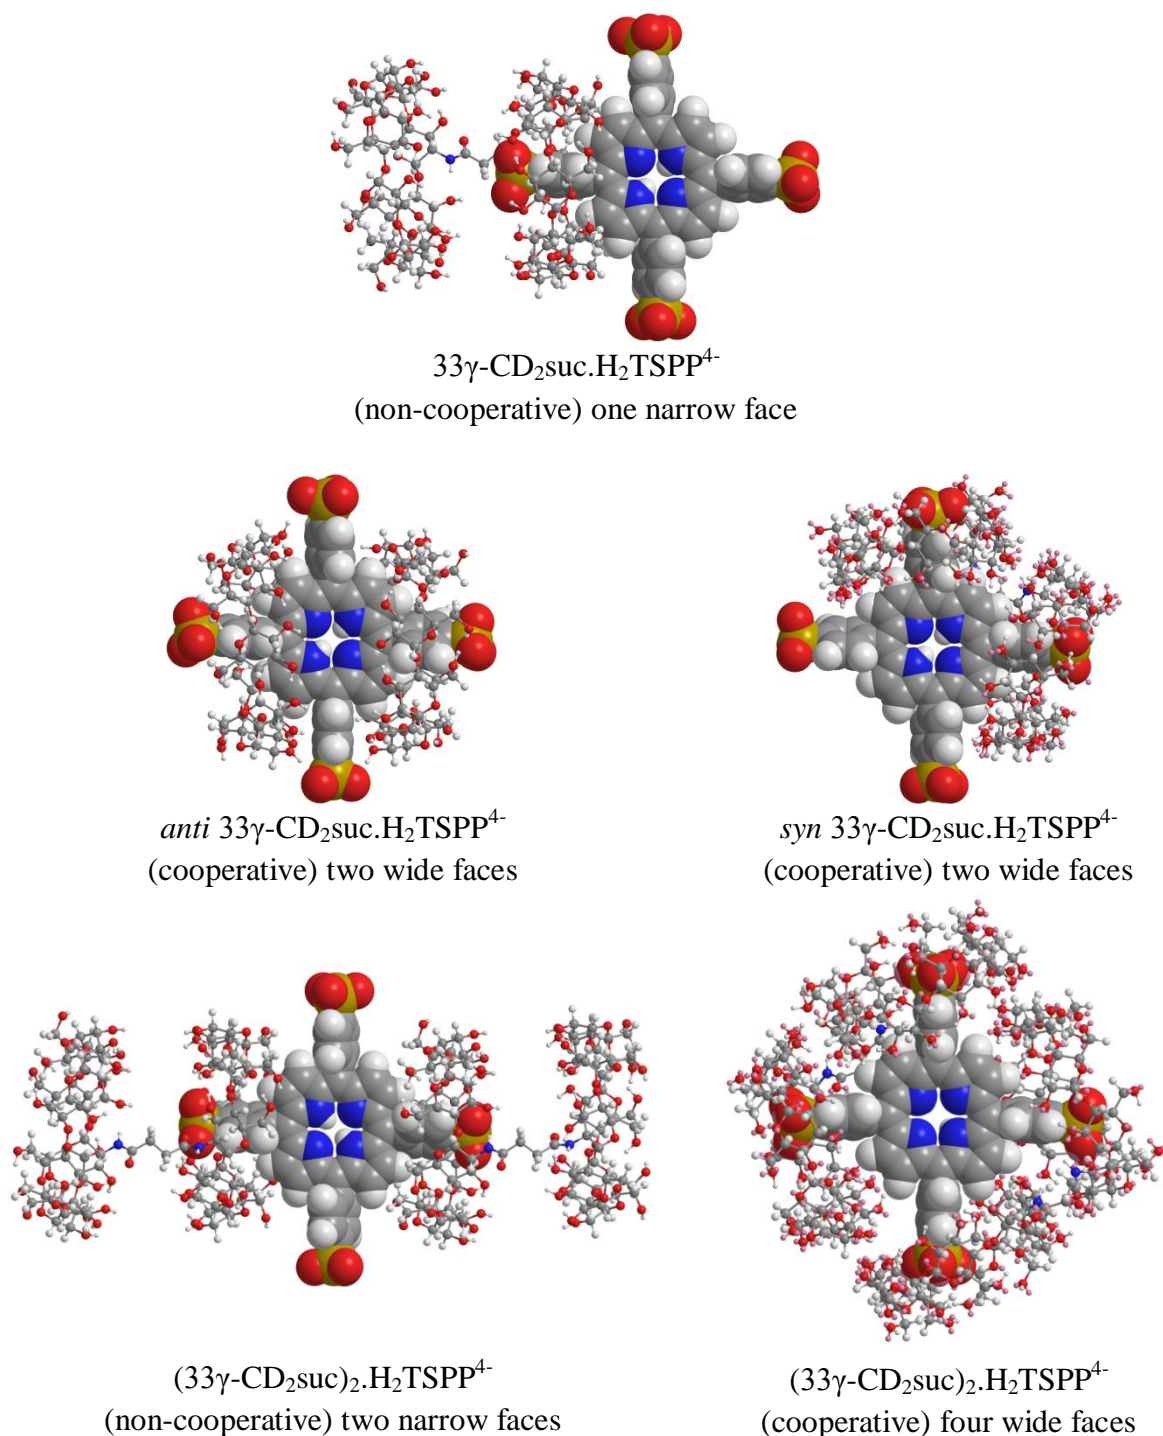 33γ-CD₂suc.H₂TSPP⁴⁻
(non-cooperative) one narrow face
anti 33γ-CD₂suc.H₂TSPP⁴⁻
(cooperative) two wide faces
syn 33γ-CD₂suc.H₂TSPP⁴⁻
(cooperative) two wide faces
(33γ-CD₂suc)₂.H₂TSPP⁴⁻
(non-cooperative) two narrow faces
(33γ-CD₂suc)₂.H₂TSPP⁴⁻
(cooperative) four wide faces